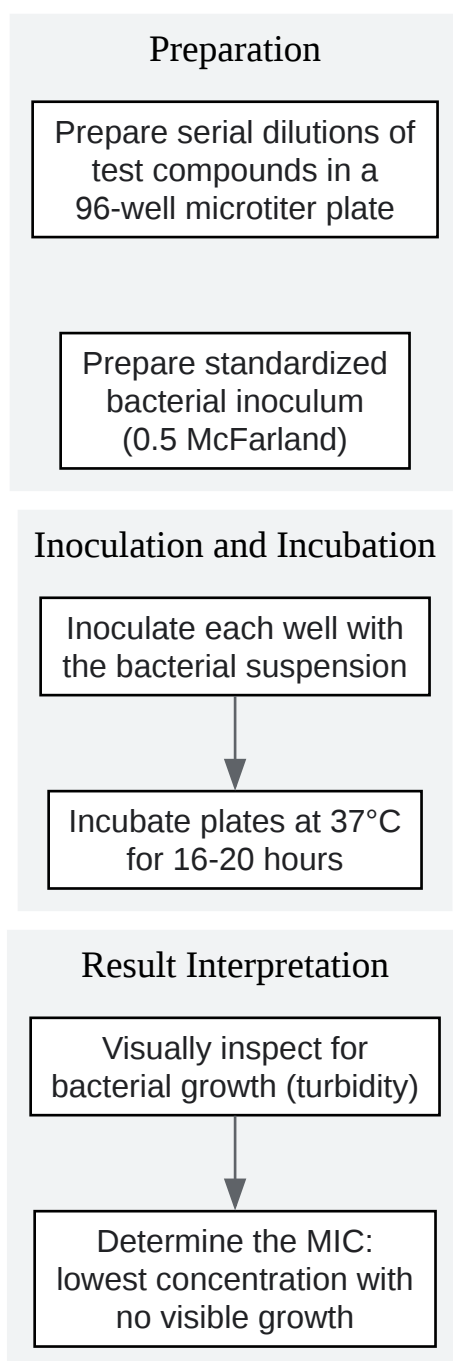 Preparation
Prepare serial dilutions of
test compounds in a
96-well microtiter plate
Prepare standardized
bacterial inoculum
(0.5 McFarland)
Inoculation and Incubation
Inoculate each well with
the bacterial suspension
Incubate plates at 37°C
for 16-20 hours
Result Interpretation
Visually inspect for
bacterial growth (turbidity)
Determine the MIC:
lowest concentration with
no visible growth